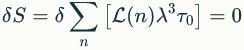 δS = δ ∑ₙ [ℒ(n)λ³τ₀] = 0